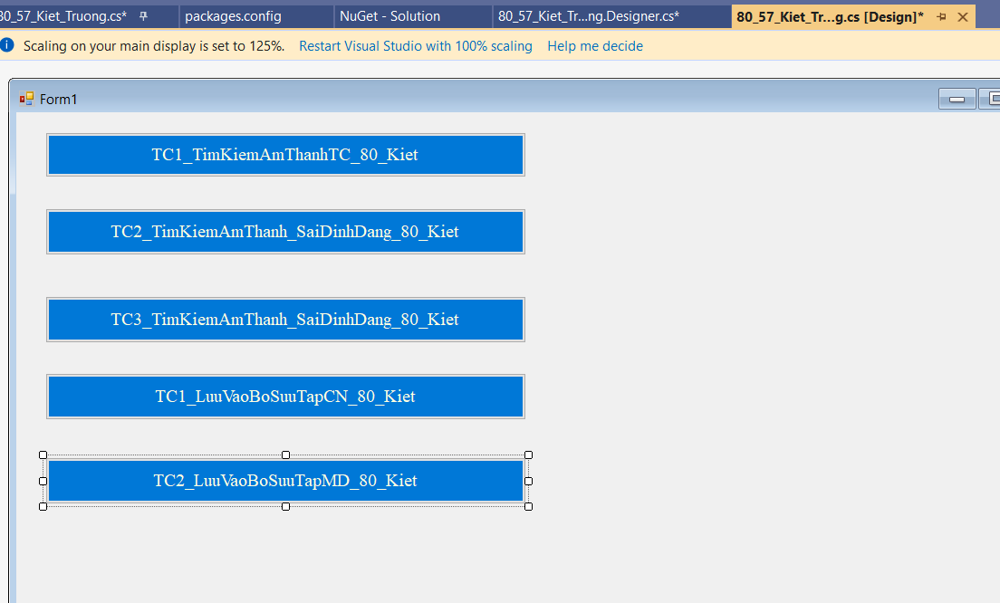 80_57_Kiet_Truong.cs* packages.config NuGet - Solution 80_57_Kiet_Tr...ng.Designer.cs* 80_57_Kiet_Tr...g.cs [Design]*
Scaling on your main display is set to 125%. Restart Visual Studio with 100% scaling Help me decide
Form1
TC1_TimKiemAmThanhTC_80_Kiet
TC2_TimKiemAmThanh_SaiDinhDang_80_Kiet
TC3_TimKiemAmThanh_SaiDinhDang_80_Kiet
TC1_LuuVaoBoSuuTapCN_80_Kiet
TC2_LuuVaoBoSuuTapMD_80_Kiet